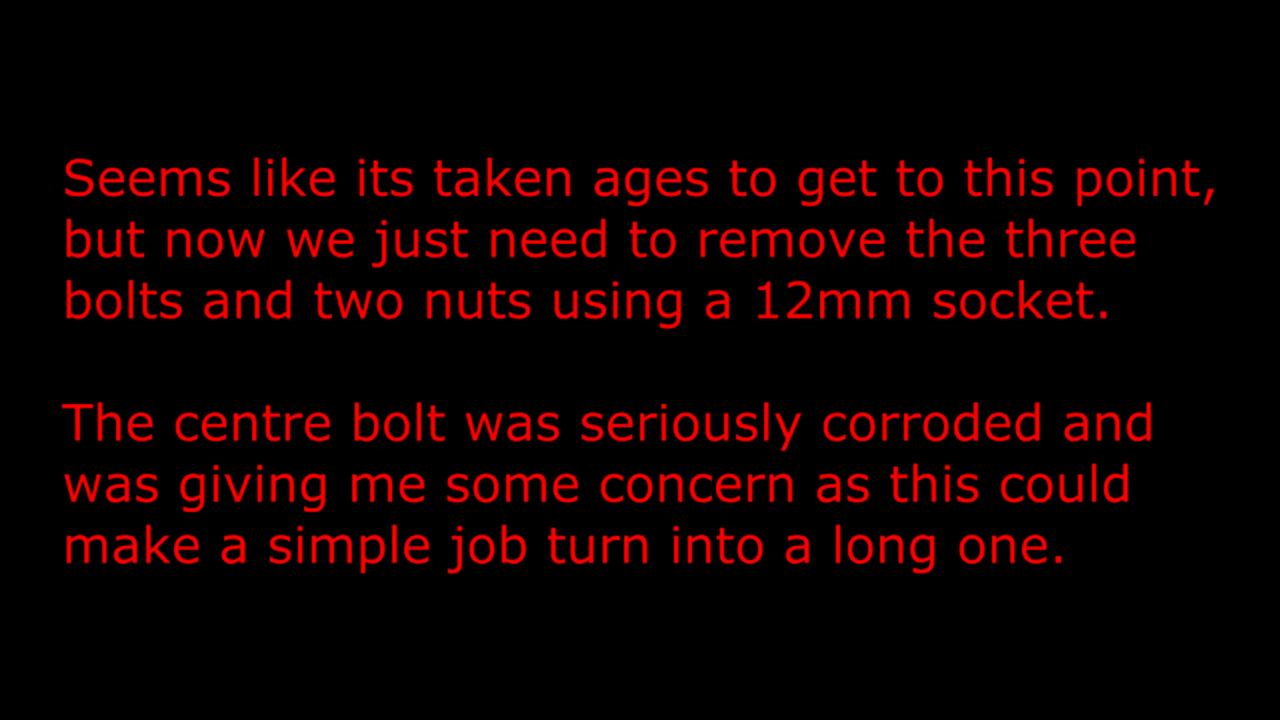 Seems like its taken ages to get to this point,
but now we just need to remove the three
bolts and two nuts using a 12mm socket.
The centre bolt was seriously corroded and
was giving me some concern as this could
make a simple job turn into a long one.